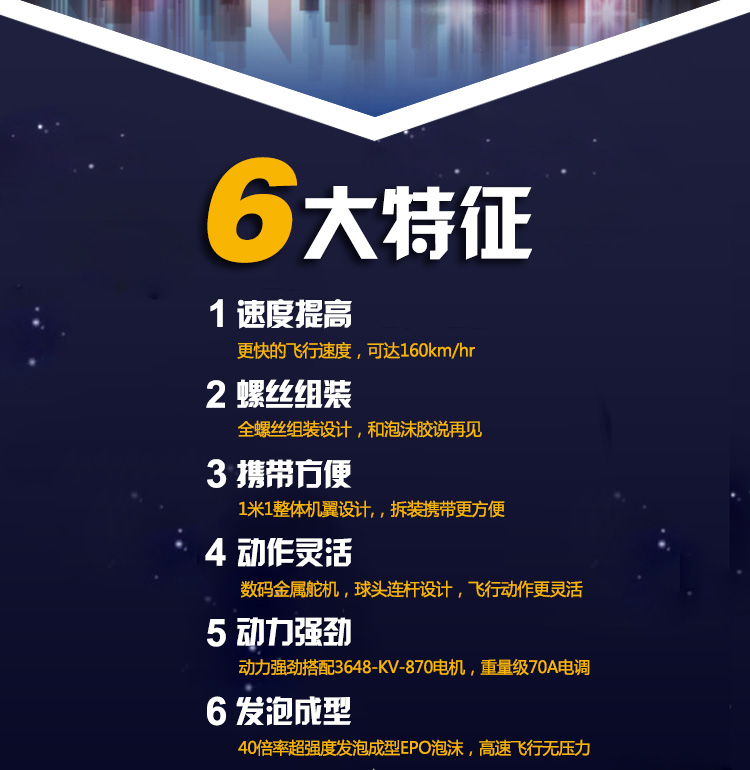 6大特征
1 速度提高
更快的飞行速度，可达160km/hr
2 螺丝组装
全螺丝组装设计，和泡沫胶说再见
3 携带方便
1米1整体机翼设计,，拆装携带更方便
4 动作灵活
数码金属舵机，球头连杆设计，飞行动作更灵活
5 动力强劲
动力强劲搭配3648-KV-870电机，重量级70A电调
6 发泡成型
40倍率超强度发泡成型EPO泡沫，高速飞行无压力